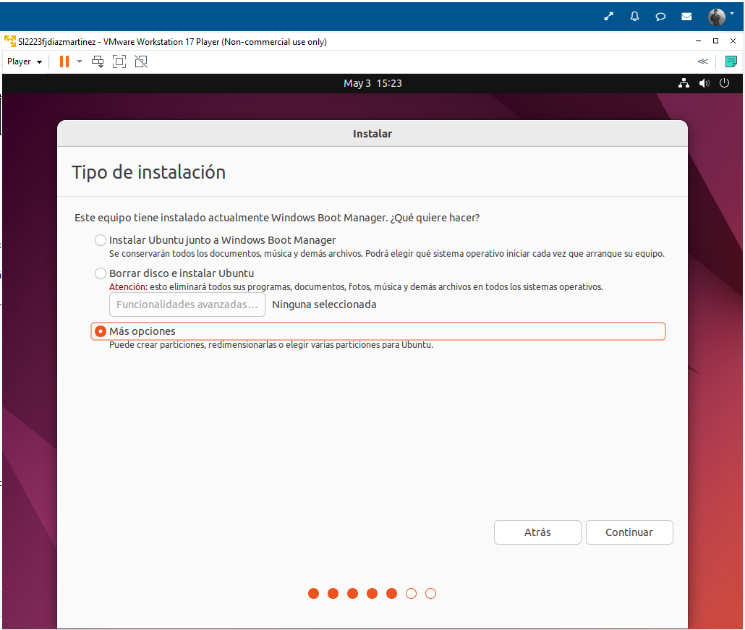 SI2223fjdiazmartinez - VMware Workstation 17 Player (Non-commercial use only)
Player
May 3 15:23
Instalar
Tipo de instalación
Este equipo tiene instalado actualmente Windows Boot Manager. ¿Qué quiere hacer?
Instalar Ubuntu junto a Windows Boot Manager
Se conservarán todos los documentos, música y demás archivos. Podrá elegir qué sistema operativo iniciar cada vez que arranque su equipo.
Borrar disco e instalar Ubuntu
Atención: esto eliminará todos sus programas, documentos, fotos, música y demás archivos en todos los sistemas operativos.
Funcionalidades avanzadas... Ninguna seleccionada
Más opciones
Puede crear particiones, redimensionarlas o elegir varias particiones para Ubuntu.
Atrás Continuar